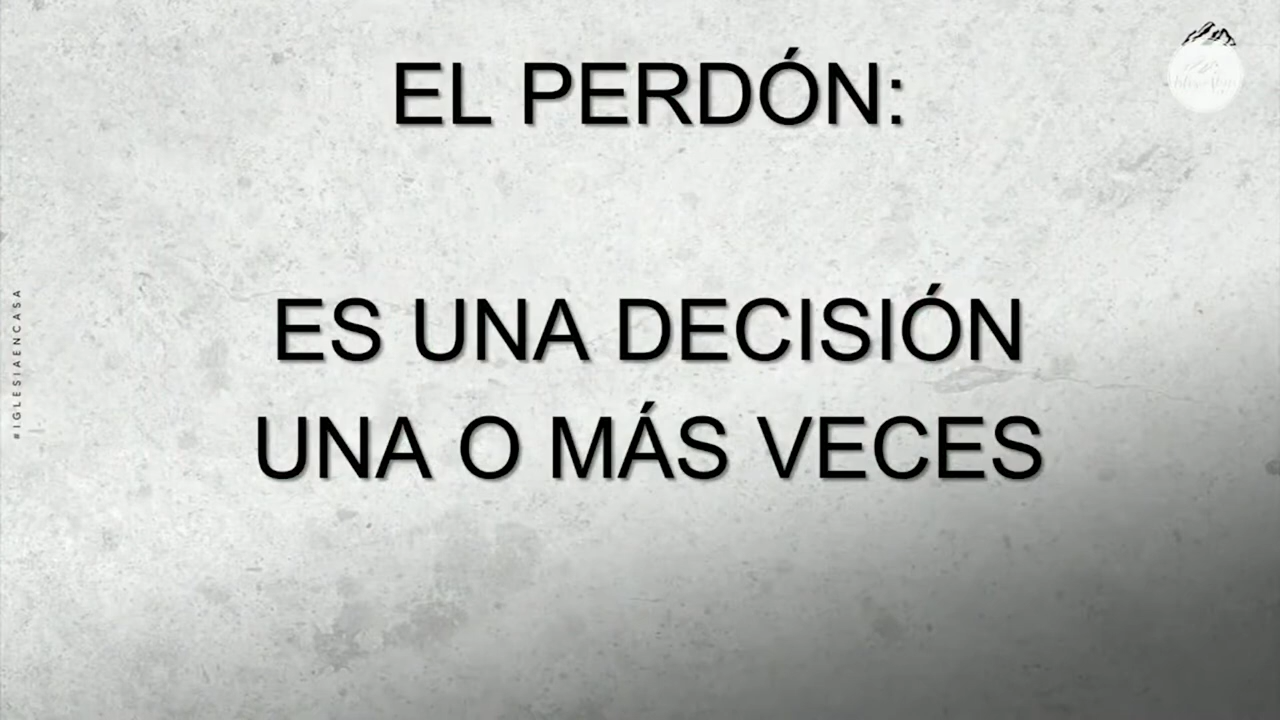 EL PERDÓN:
ES UNA DECISIÓN
UNA O MÁS VECES
#IGLESIAENCASA